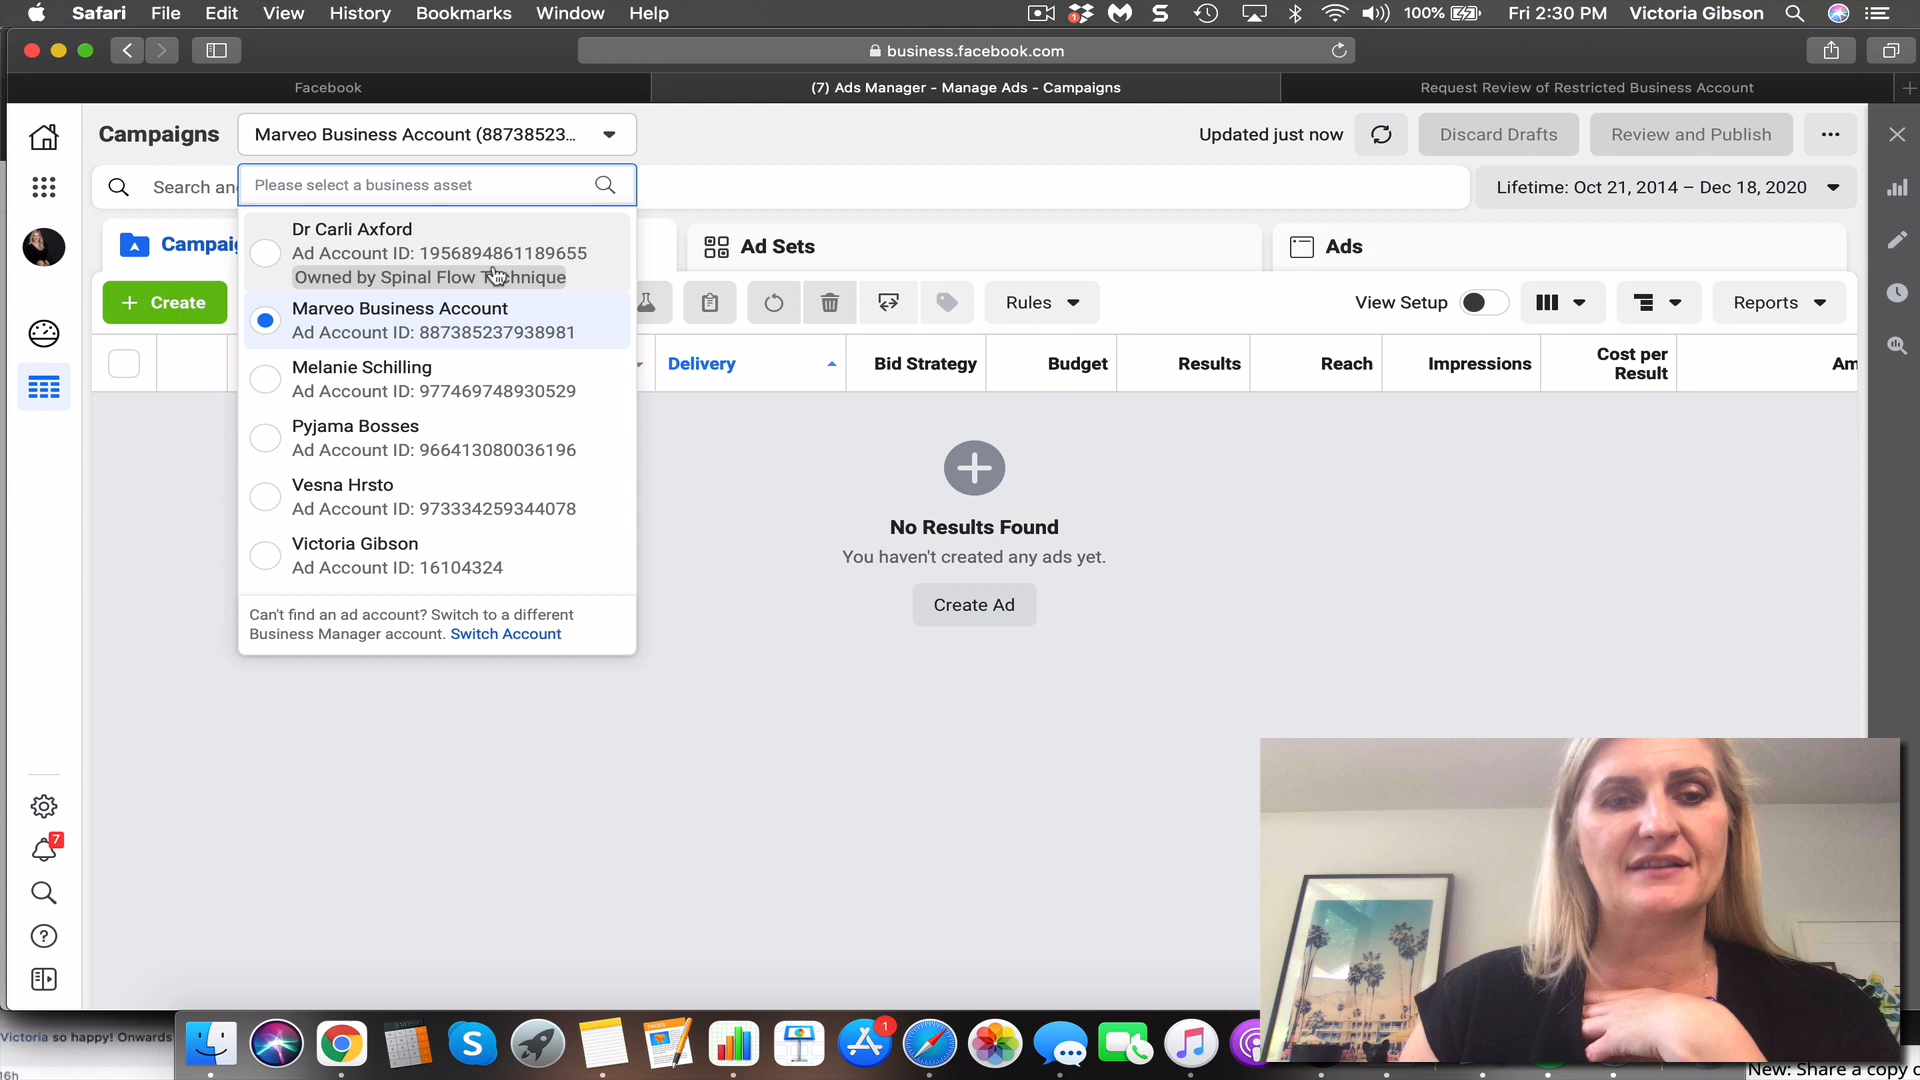 Safari File Edit View History Bookmarks Window Help
1
100% Fri 2:30 PM Victoria Gibson
business.facebook.com
Facebook
(7) Ads Manager - Manage Ads - Campaigns
Request Review of Restricted Business Account
Campaigns
Marveo Business Account (88738523...
Updated just now
Discard Drafts
Review and Publish
Search and
Please select a business asset
Lifetime: Oct 21, 2014 – Dec 18, 2020
Dr Carli Axford
Ad Account ID: 1956894861189655
Owned by Spinal Flow Technique
Campaig
Ad Sets
Ads
+ Create
Rules
View Setup
Reports
Marveo Business Account
Ad Account ID: 887385237938981
Delivery
Bid Strategy
Budget
Results
Reach
Impressions
Cost per
Result
Am
Melanie Schilling
Ad Account ID: 977469748930529
Pyjama Bosses
Ad Account ID: 966413080036196
Vesna Hrsto
Ad Account ID: 973334259344078
Victoria Gibson
Ad Account ID: 16104324
Can't find an ad account? Switch to a different
Business Manager account. Switch Account
No Results Found
You haven't created any ads yet.
Create Ad
7
1
PAGES
Victoria so happy! Onwards
16h
New: Share a copy o